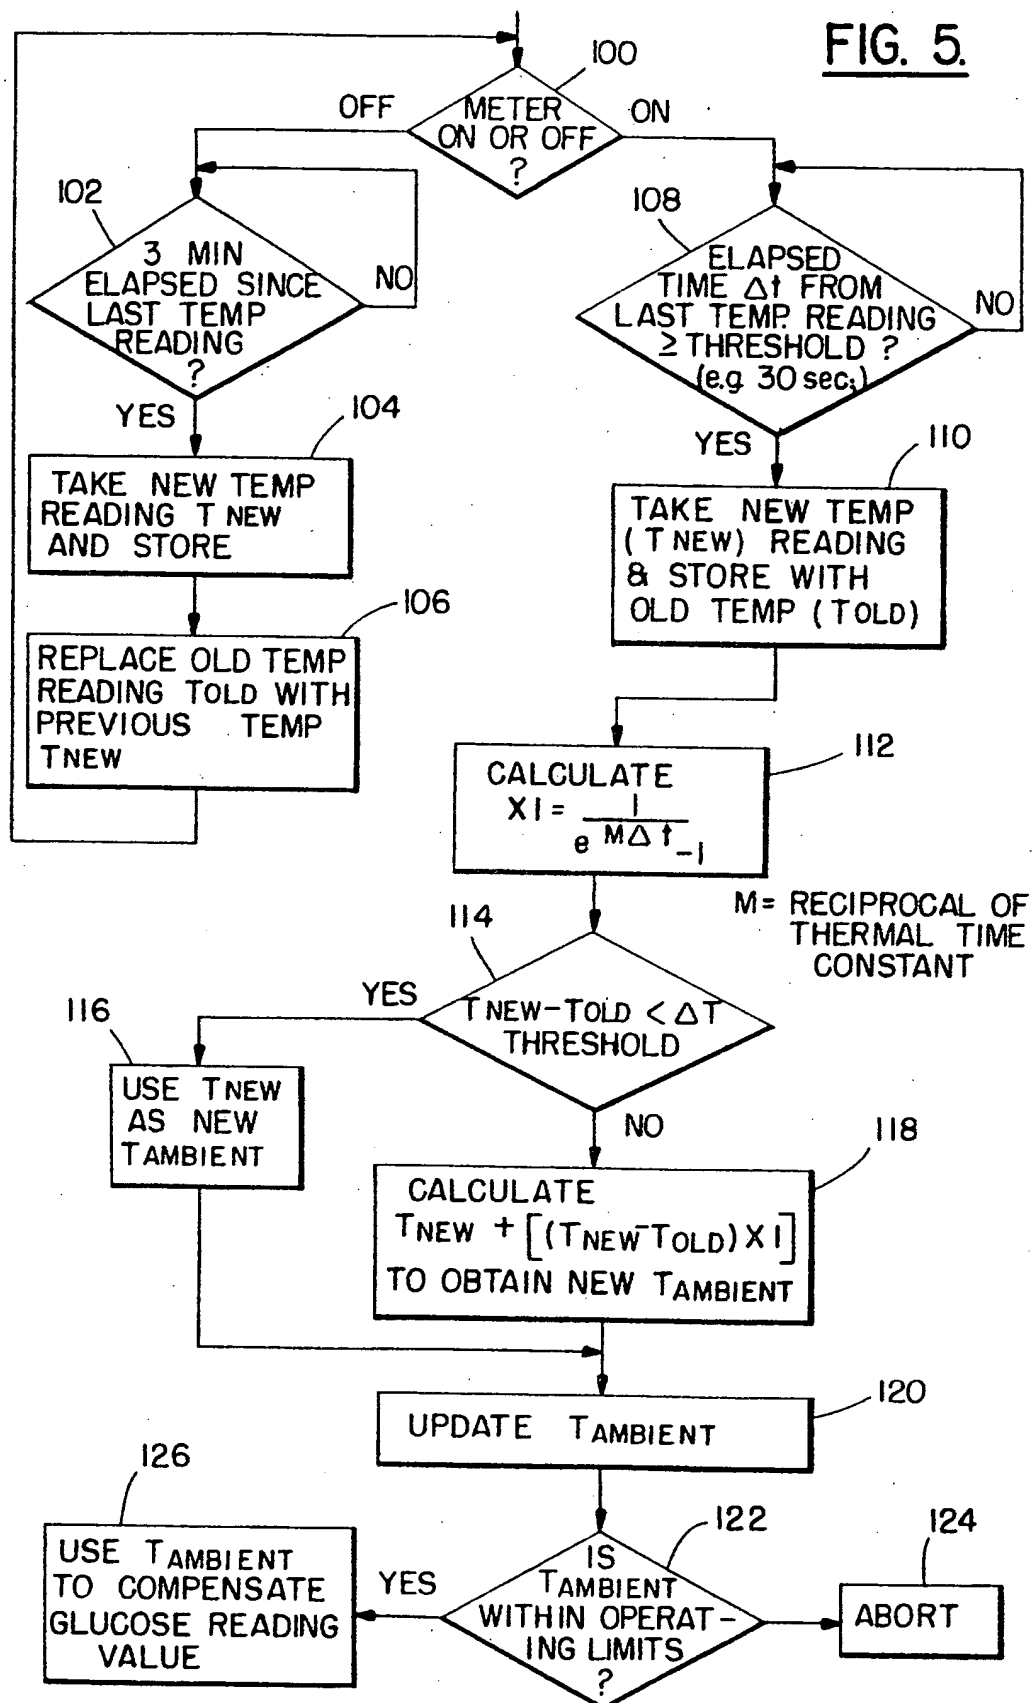 FIG. 5.
100
METER
ON OR OFF
?
OFF
ON
102
3 MIN
ELAPSED SINCE
LAST TEMP
READING
?
NO
YES
104
TAKE NEW TEMP
READING TNEW
AND STORE
106
REPLACE OLD TEMP
READING TOLD WITH
PREVIOUS TEMP
TNEW
108
ELAPSED
TIME Δt FROM
LAST TEMP. READING
≥ THRESHOLD ?
(e.g 30 sec.)
NO
YES
110
TAKE NEW TEMP
(TNEW) READING
& STORE WITH
OLD TEMP (TOLD)
112
CALCULATE
X1 = 1
e MΔt -1
M = RECIPROCAL OF
THERMAL TIME
CONSTANT
114
TNEW-TOLD < ΔT
THRESHOLD
YES
NO
116
USE TNEW
AS NEW
TAMBIENT
118
CALCULATE
TNEW + [(TNEW-TOLD) X1]
TO OBTAIN NEW TAMBIENT
120
UPDATE TAMBIENT
122
IS
TAMBIENT
WITHIN OPERAT-
ING LIMITS
?
YES
124
ABORT
126
USE TAMBIENT
TO COMPENSATE
GLUCOSE READING
VALUE